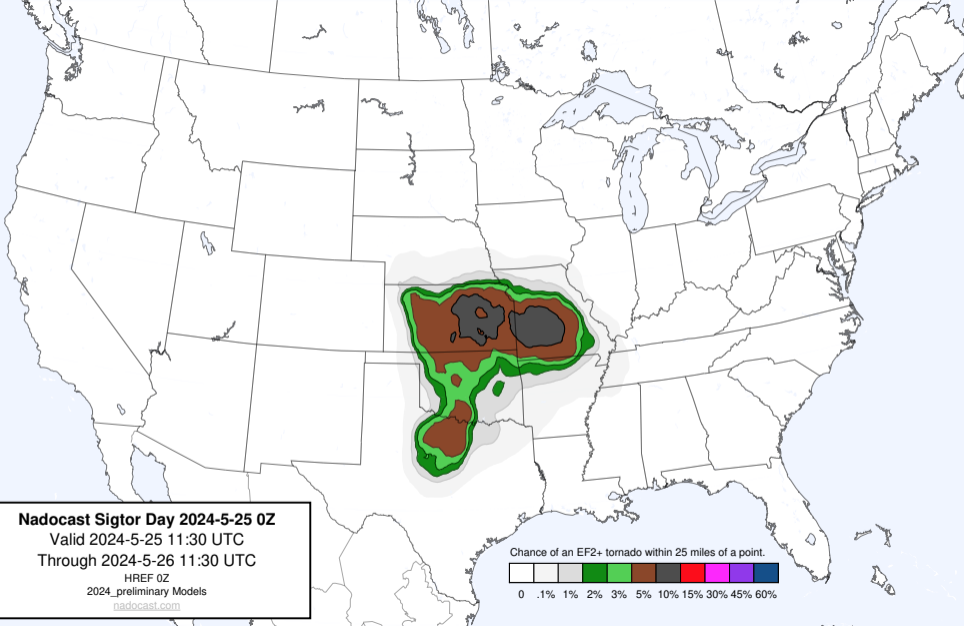 Nadocast Sigtor Day 2024-5-25 0Z
Valid 2024-5-25 11:30 UTC
Through 2024-5-26 11:30 UTC
HREF 0Z
2024_preliminary Models
nadocast.com
Chance of an EF2+ tornado within 25 miles of a point.
0 .1% 1% 2% 3% 5% 10% 15% 30% 45% 60%